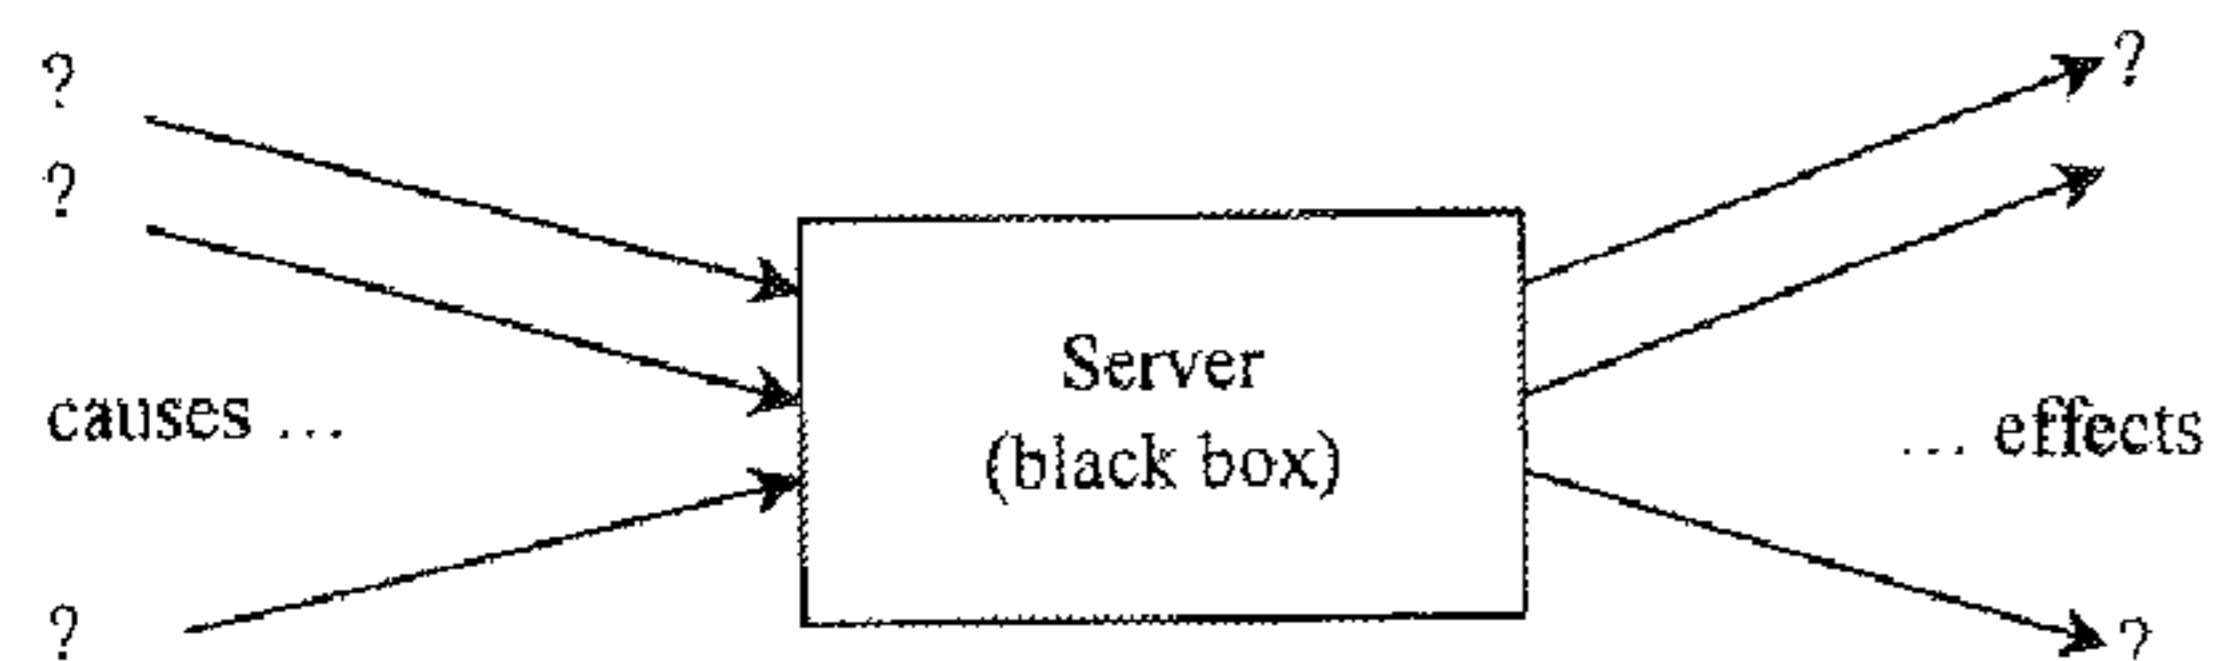 ?
?
?
Server
(black box)
causes ...
... effects
?
?